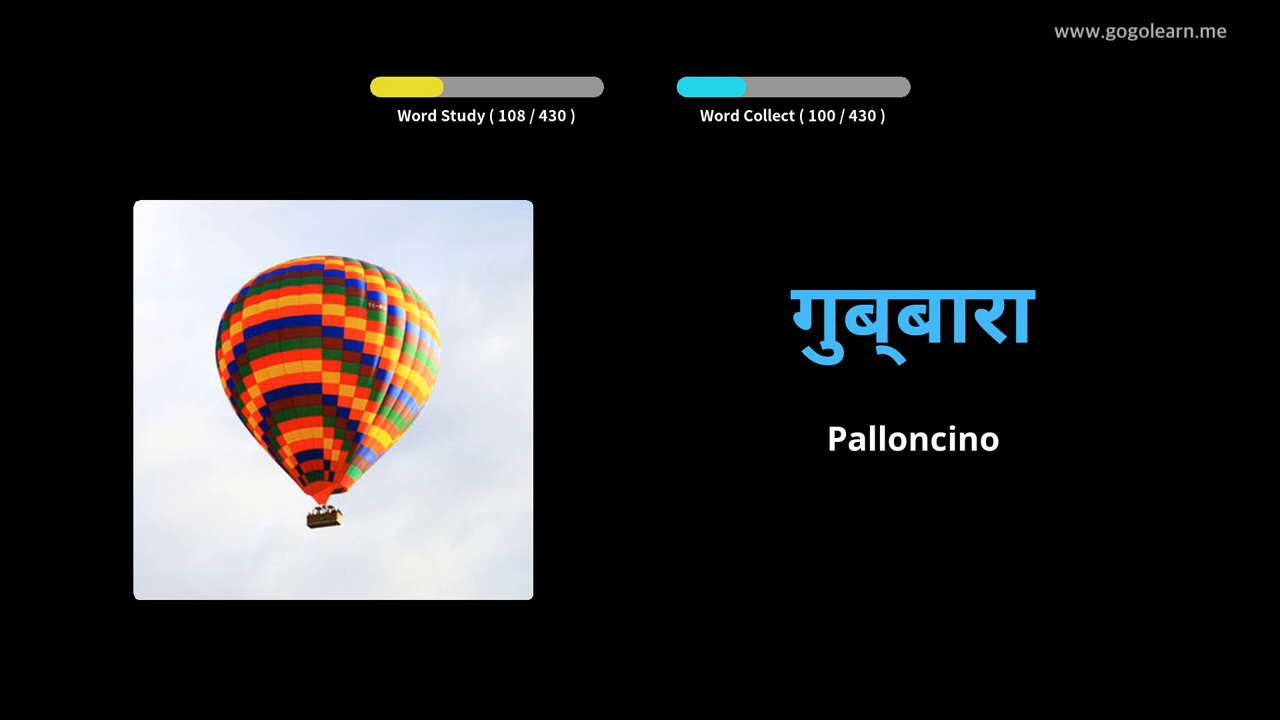 www.gogolearn.me
Word Study ( 108 / 430 )
Word Collect ( 100 / 430 )
गुब्बारा
Palloncino